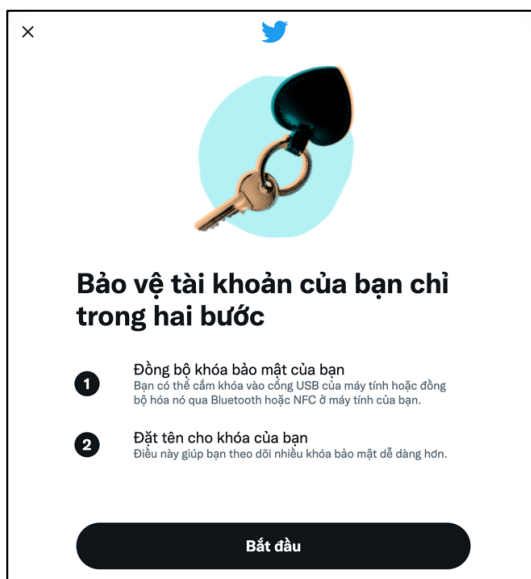 Bảo vệ tài khoản của bạn chỉ
trong hai bước
1
Đồng bộ khóa bảo mật của bạn
Bạn có thể cắm khóa vào cổng USB của máy tính hoặc đồng
bộ hóa nó qua Bluetooth hoặc NFC ở máy tính của bạn.
2
Đặt tên cho khóa của bạn
Điều này giúp bạn theo dõi nhiều khóa bảo mật dễ dàng hơn.
Bắt đầu